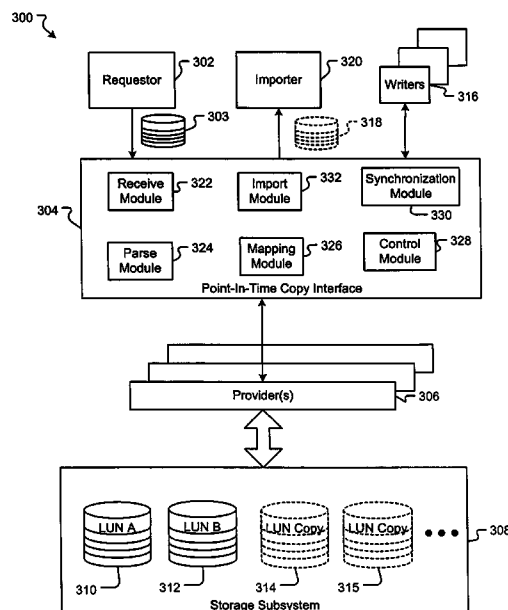 300
Requestor
302
Importer
320
Writers
316
303
318
304
Receive
Module
322
Import
Module
332
Synchronization
Module
330
Parse
Module
324
Mapping
Module
326
Control
Module
328
Point-In-Time Copy Interface
Provider(s)
306
LUN A
LUN B
LUN Copy
LUN Copy
308
310
312
314
315
Storage Subsystem